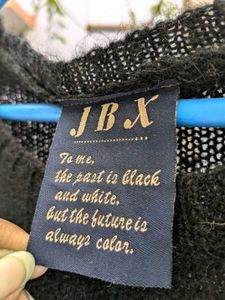 JBX
To me,
the past is black
and white,
but the future is
always color.